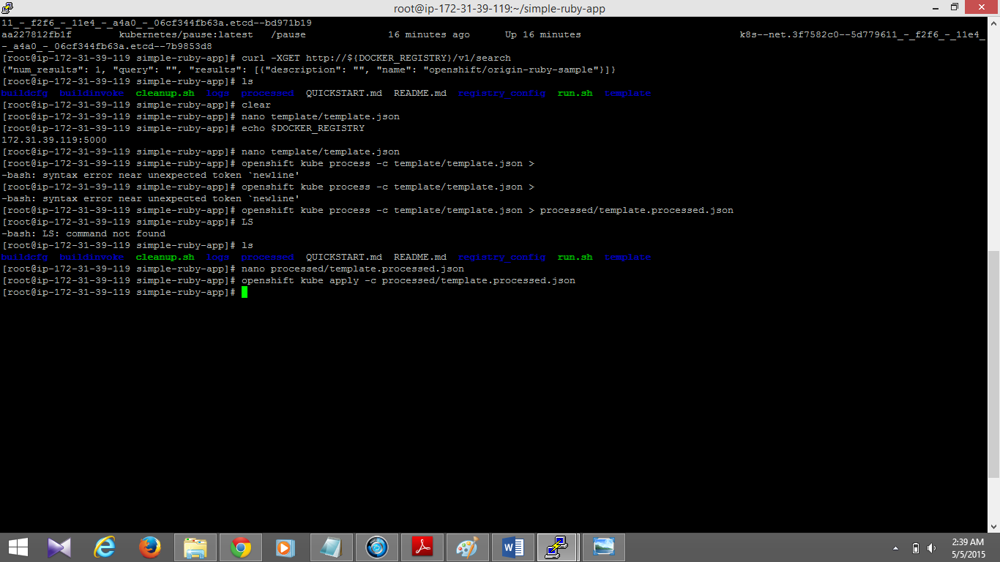 root@ip-172-31-39-119:~/simple-ruby-app
11_-_f2f6_-_11e4_-_a4a0_-_06cf344fb63a.etcd--bd971b19
aa227812fb1f        kubernetes/pause:latest   /pause              16 minutes ago      Up 16 minutes                           k8s--net.3f7582c0--5d779611_-_f2f6_-_11e4_
-_a4a0_-_06cf344fb63a.etcd--7b9853d8
[root@ip-172-31-39-119 simple-ruby-app]# curl -XGET http://${DOCKER_REGISTRY}/v1/search
{"num_results": 1, "query": "", "results": [{"description": "", "name": "openshift/origin-ruby-sample"}]}
[root@ip-172-31-39-119 simple-ruby-app]# ls
buildcfg  buildinvoke  cleanup.sh  logs  processed  QUICKSTART.md  README.md  registry_config  run.sh  template
[root@ip-172-31-39-119 simple-ruby-app]# clear
[root@ip-172-31-39-119 simple-ruby-app]# nano template/template.json
[root@ip-172-31-39-119 simple-ruby-app]# echo $DOCKER_REGISTRY
172.31.39.119:5000
[root@ip-172-31-39-119 simple-ruby-app]# nano template/template.json
[root@ip-172-31-39-119 simple-ruby-app]# openshift kube process -c template/template.json >
-bash: syntax error near unexpected token `newline'
[root@ip-172-31-39-119 simple-ruby-app]# openshift kube process -c template/template.json >
-bash: syntax error near unexpected token `newline'
[root@ip-172-31-39-119 simple-ruby-app]# openshift kube process -c template/template.json > processed/template.processed.json
[root@ip-172-31-39-119 simple-ruby-app]# LS
-bash: LS: command not found
[root@ip-172-31-39-119 simple-ruby-app]# ls
buildcfg  buildinvoke  cleanup.sh  logs  processed  QUICKSTART.md  README.md  registry_config  run.sh  template
[root@ip-172-31-39-119 simple-ruby-app]# nano processed/template.processed.json
[root@ip-172-31-39-119 simple-ruby-app]# openshift kube apply -c processed/template.processed.json
[root@ip-172-31-39-119 simple-ruby-app]#
2:39 AM
5/5/2015